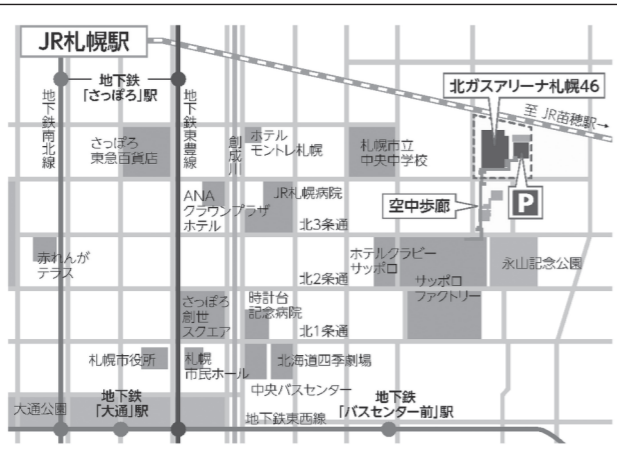 JR札幌駅
地下鉄
「さっぽろ」駅
地下鉄南北線
地下鉄東豊線
北ガスアリーナ札幌46
至 JR苗穂駅→
さっぽろ
東急百貨店
創成川
ホテル
モントレ札幌
札幌市立
中央中学校
P
ANA
クラウンプラザ
ホテル
JR札幌病院
空中歩廊
北3条通
赤れんが
テラス
ホテルクラビー
サッポロ
永山記念公園
北2条通
サッポロ
ファクトリー
さっぽろ
創世
スクエア
時計台
記念病院
北1条通
札幌市役所
札幌
市民ホール
北海道四季劇場
中央バスセンター
大通公園
地下鉄
「大通」駅
地下鉄東西線
地下鉄
「バスセンター前」駅